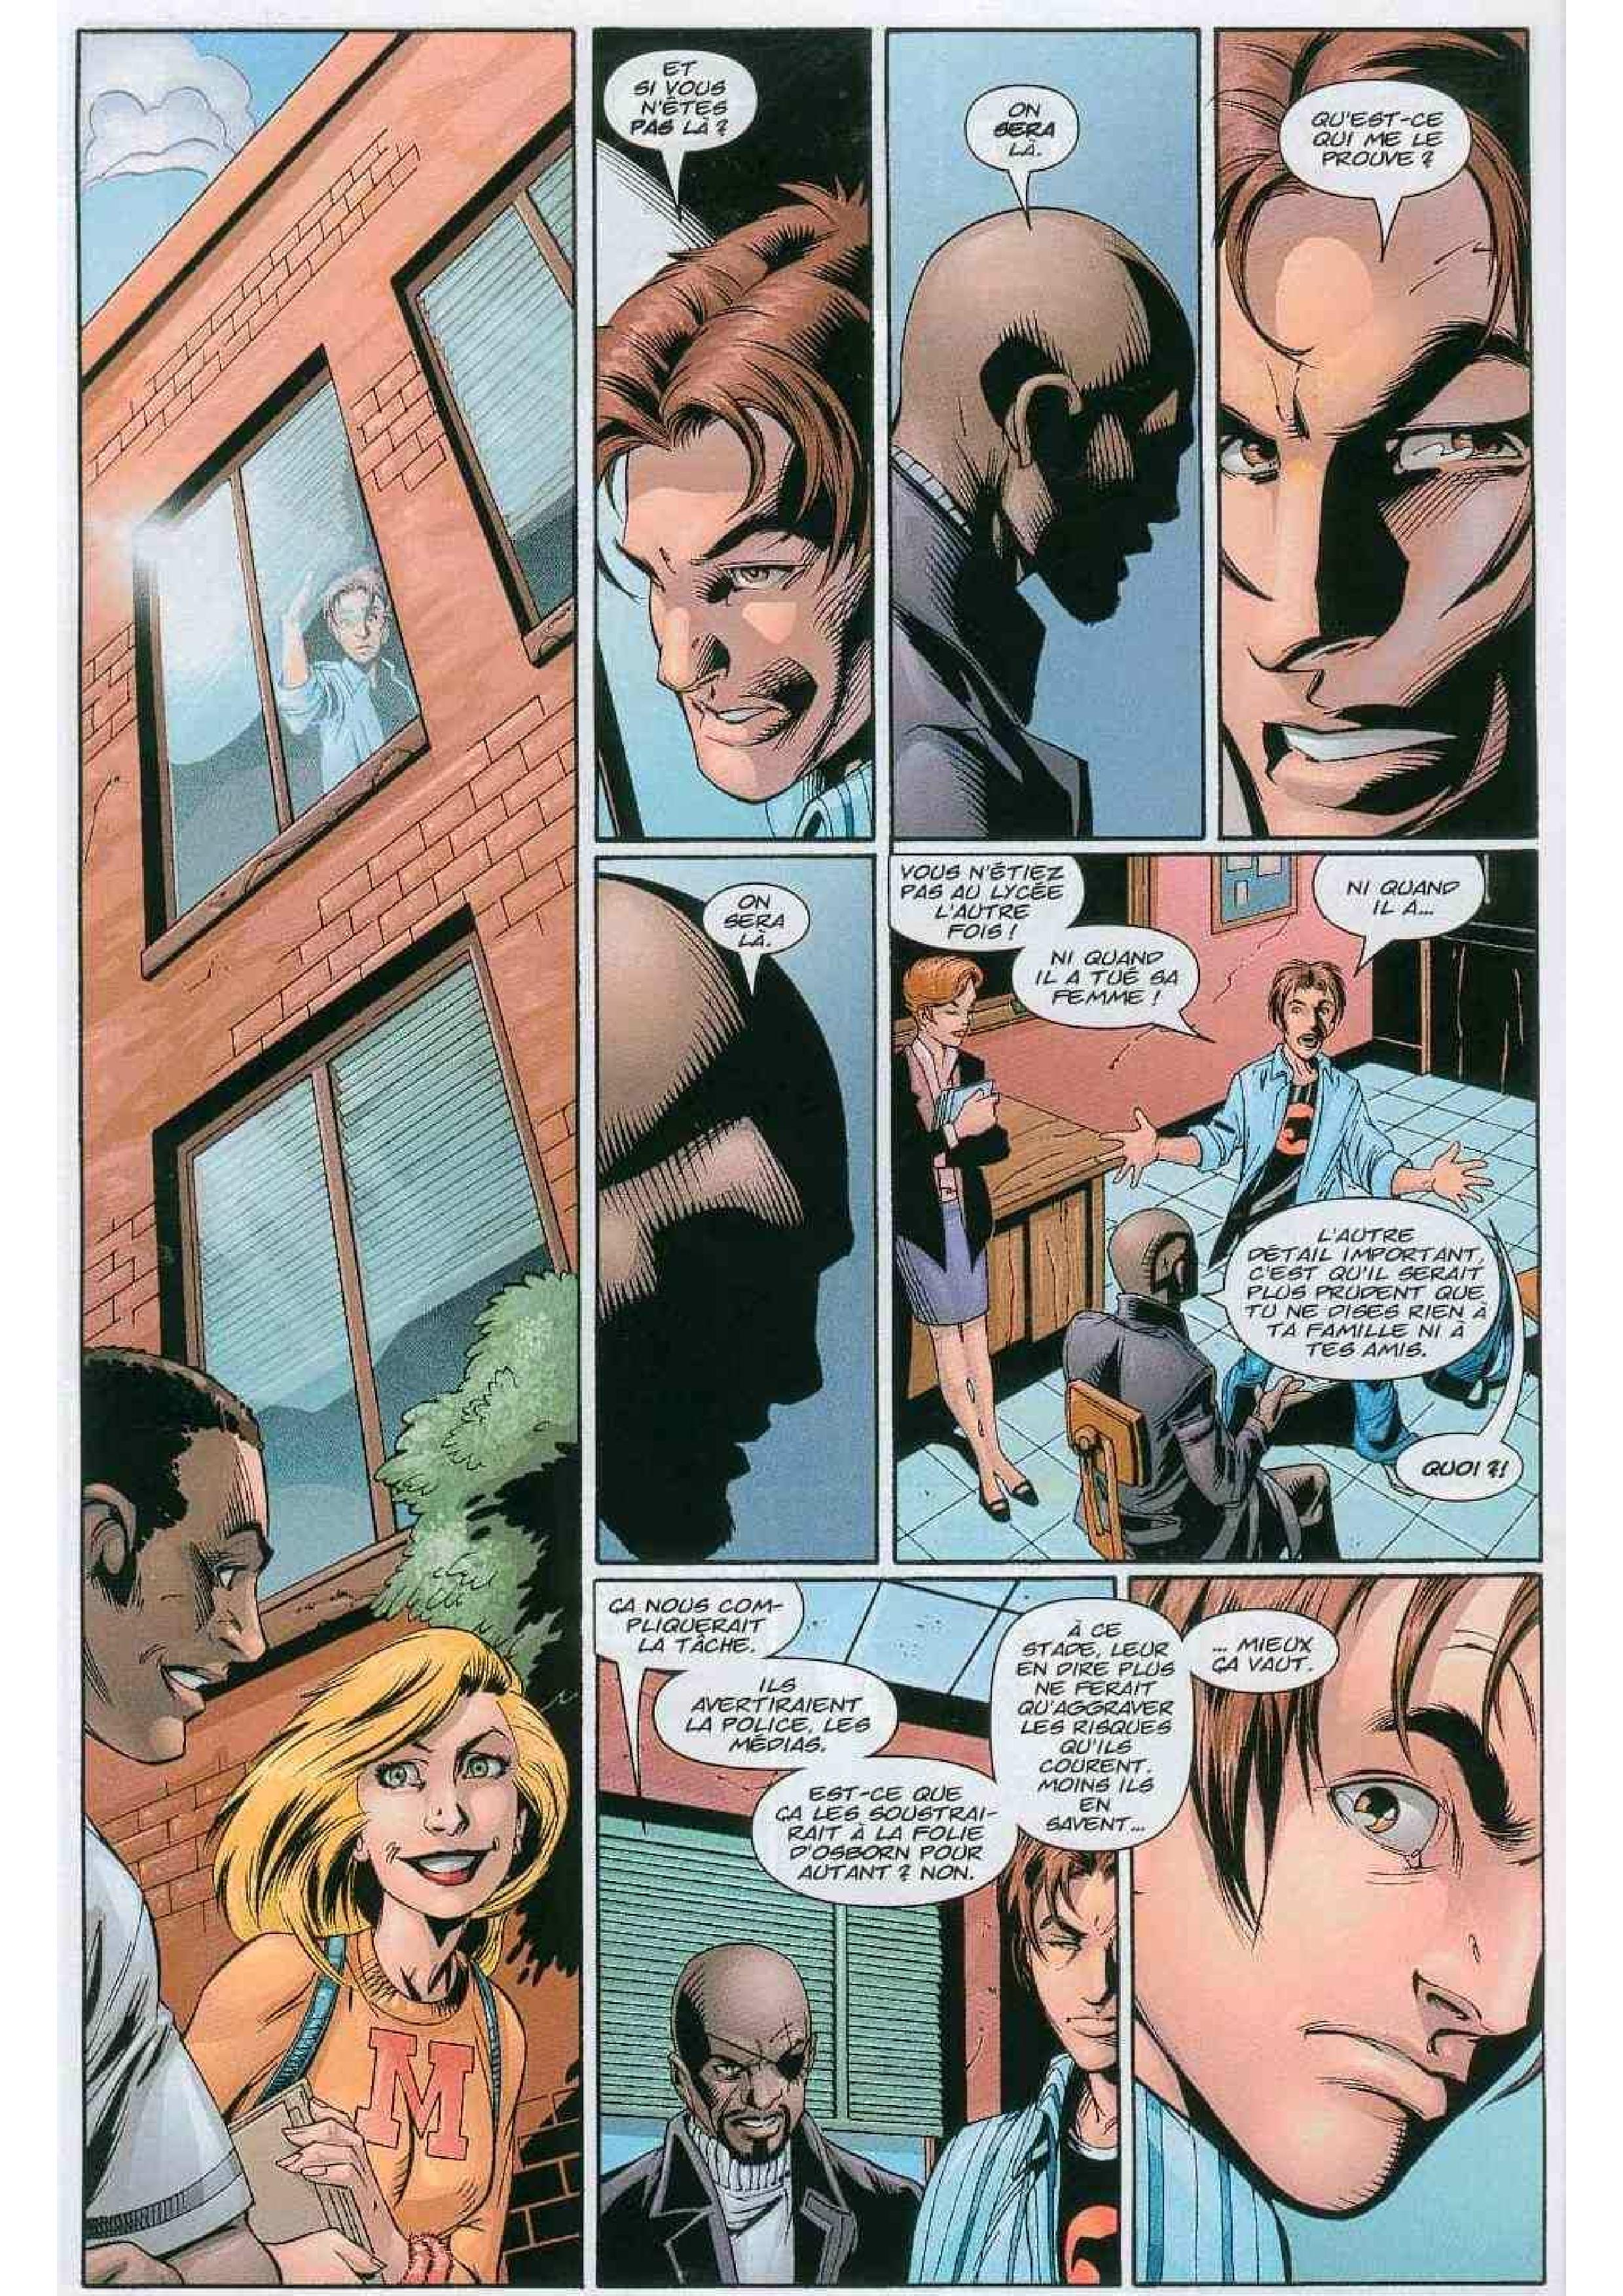 ET
SI VOUS
N'ÊTES
PAS LÀ ?
ON
SERA
LÀ.
QU'EST-CE
QUI ME LE
PROUVE ?
ON
SERA
LÀ.
VOUS N'ÉTIEZ
PAS AU LYCÉE
L'AUTRE
FOIS !
NI QUAND
IL A TUÉ SA
FEMME !
NI QUAND
IL A...
L'AUTRE
DÉTAIL IMPORTANT,
C'EST QU'IL SERAIT
PLUS PRUDENT QUE
TU NE DISES RIEN À
TA FAMILLE NI À
TES AMIS.
QUOI ?!
ÇA NOUS COM-
PLIQUERAIT
LA TÂCHE.
ILS
AVERTIRAIENT
LA POLICE, LES
MÉDIAS.
EST-CE QUE
ÇA LES SOUSTRAI-
RAIT À LA FOLIE
D'OSBORN POUR
AUTANT ? NON.
À CE
STADE, LEUR
EN DIRE PLUS
NE FERAIT
QU'AGGRAVER
LES RISQUES
QU'ILS
COURENT.
MOINS ILS
EN
SAVENT...
... MIEUX
ÇA VAUT.
M